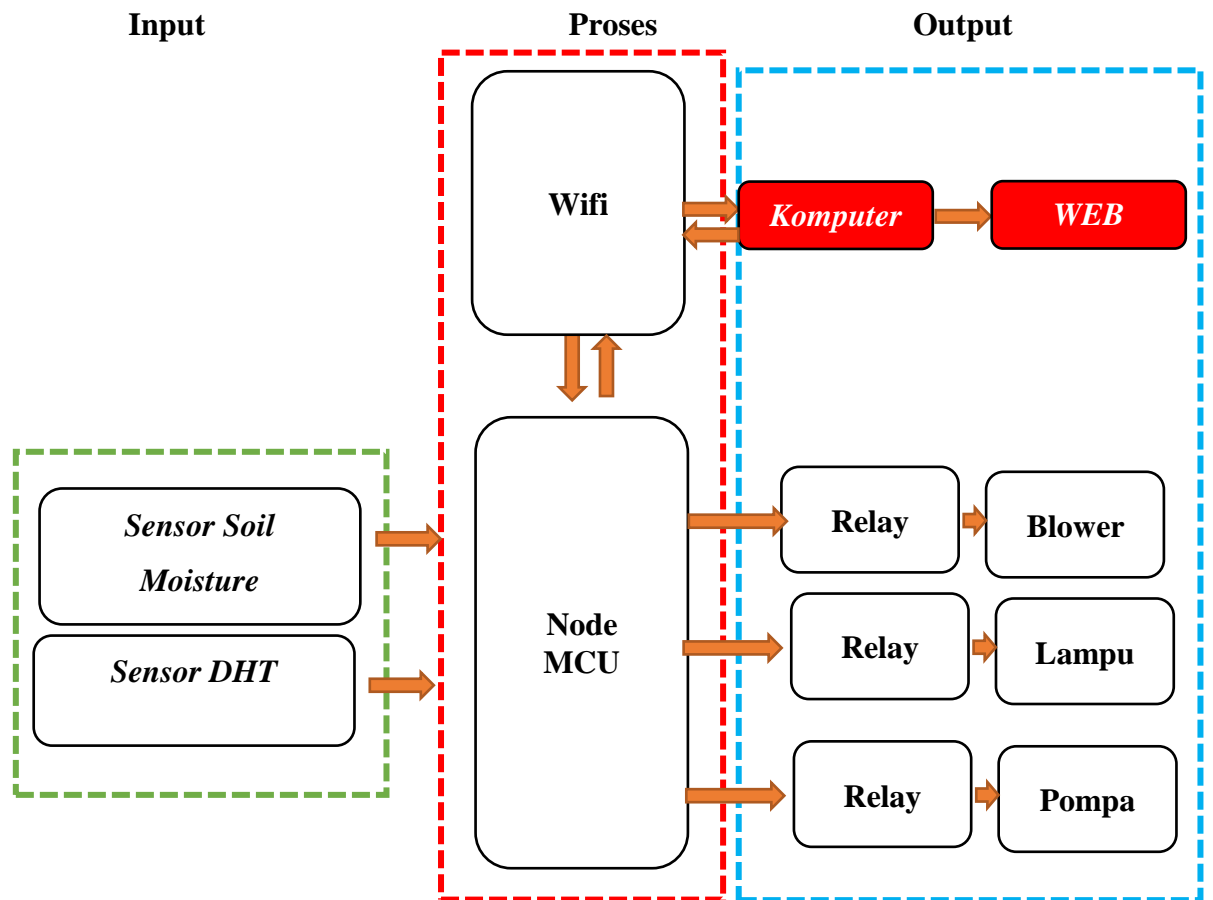 Input
Proses
Output
Wifi
Komputer
WEB
Sensor Soil
Moisture
Sensor DHT
Node
MCU
Relay
Blower
Relay
Lampu
Relay
Pompa